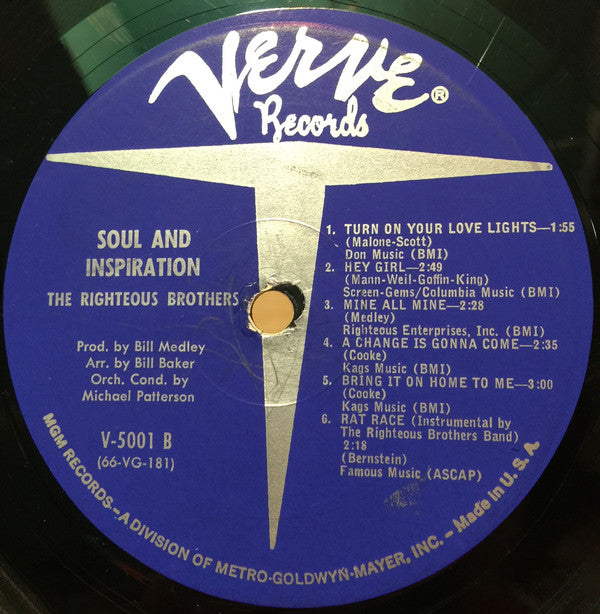 Verve ®
Records
SOUL AND
INSPIRATION
THE RIGHTEOUS BROTHERS
Prod. by Bill Medley
Arr. by Bill Baker
Orch. Cond. by
Michael Patterson
V-5001 B
(66-VG-181)
1. TURN ON YOUR LOVE LIGHTS—1:55
(Malone-Scott)
Don Music (BMI)
2. HEY GIRL—2:49
(Mann-Weil-Goffin-King)
Screen-Gems/Columbia Music (BMI)
3. MINE ALL MINE—2:28
(Medley)
Righteous Enterprises, Inc. (BMI)
4. A CHANGE IS GONNA COME—2:35
(Cooke)
Kags Music (BMI)
5. BRING IT ON HOME TO ME—3:00
(Cooke)
Kags Music (BMI)
6. RAT RACE (Instrumental by
The Righteous Brothers Band)
2:18
(Bernstein)
Famous Music (ASCAP)
MGM RECORDS—A DIVISION OF METRO-GOLDWYN-MAYER, INC. — Made in U. S. A.